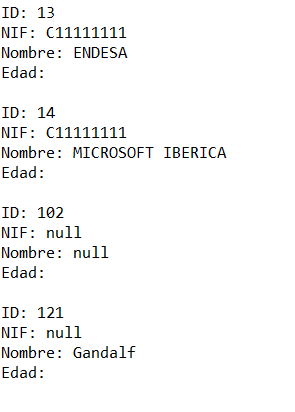 ID: 13
NIF: C11111111
Nombre: ENDESA
Edad:

ID: 14
NIF: C11111111
Nombre: MICROSOFT IBERICA
Edad:

ID: 102
NIF: null
Nombre: null
Edad:

ID: 121
NIF: null
Nombre: Gandalf
Edad: